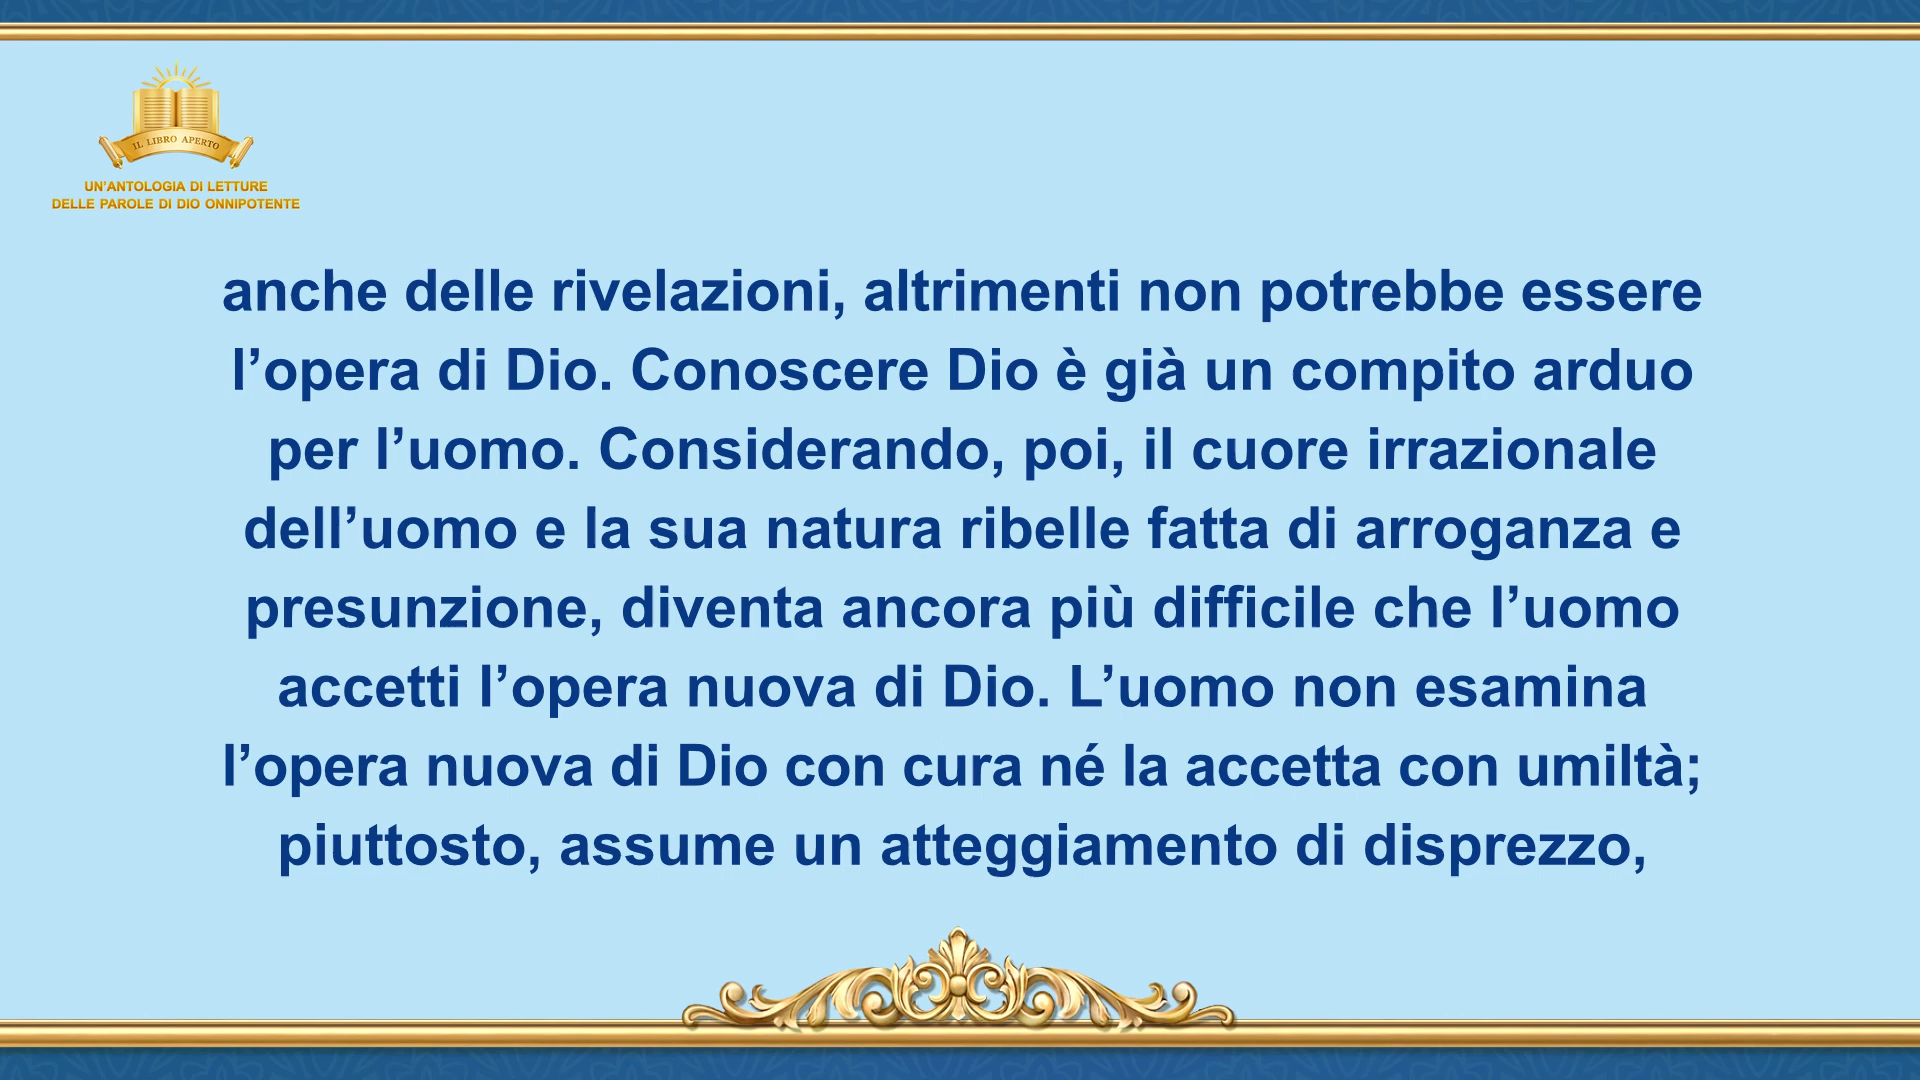 IL LIBRO APERTO
UN’ANTOLOGIA DI LETTURE
DELLE PAROLE DI DIO ONNIPOTENTE
anche delle rivelazioni, altrimenti non potrebbe essere
l’opera di Dio. Conoscere Dio è già un compito arduo
per l’uomo. Considerando, poi, il cuore irrazionale
dell’uomo e la sua natura ribelle fatta di arroganza e
presunzione, diventa ancora più difficile che l’uomo
accetti l’opera nuova di Dio. L’uomo non esamina
l’opera nuova di Dio con cura né la accetta con umiltà;
piuttosto, assume un atteggiamento di disprezzo,